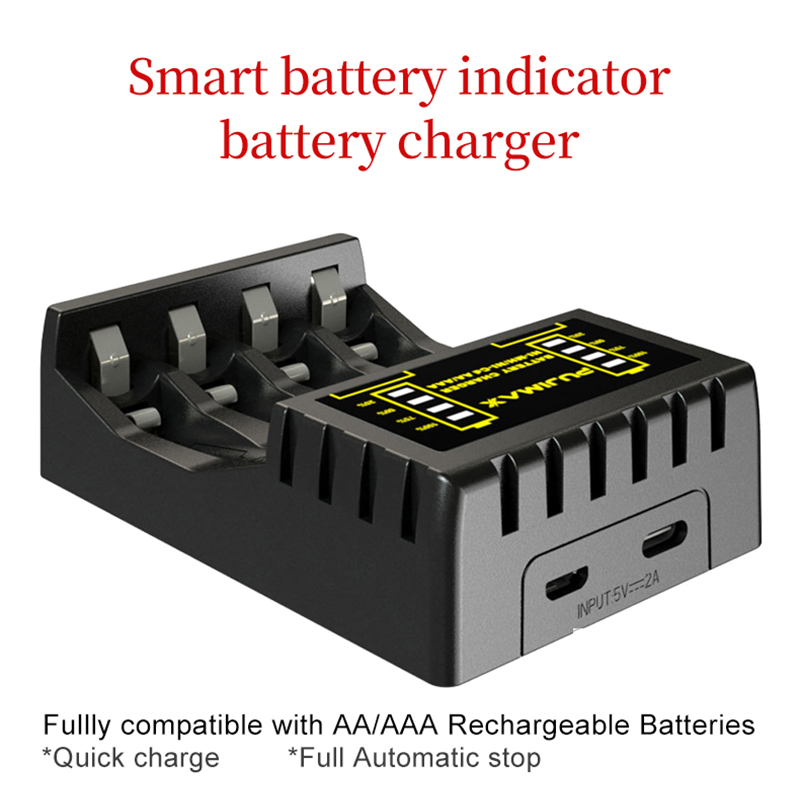 Smart battery indicator
battery charger
PUJIMAX
BATTERY CHARGER
INPUT:5V⎓2A
Fullly compatible with AA/AAA Rechargeable Batteries
*Quick charge *Full Automatic stop